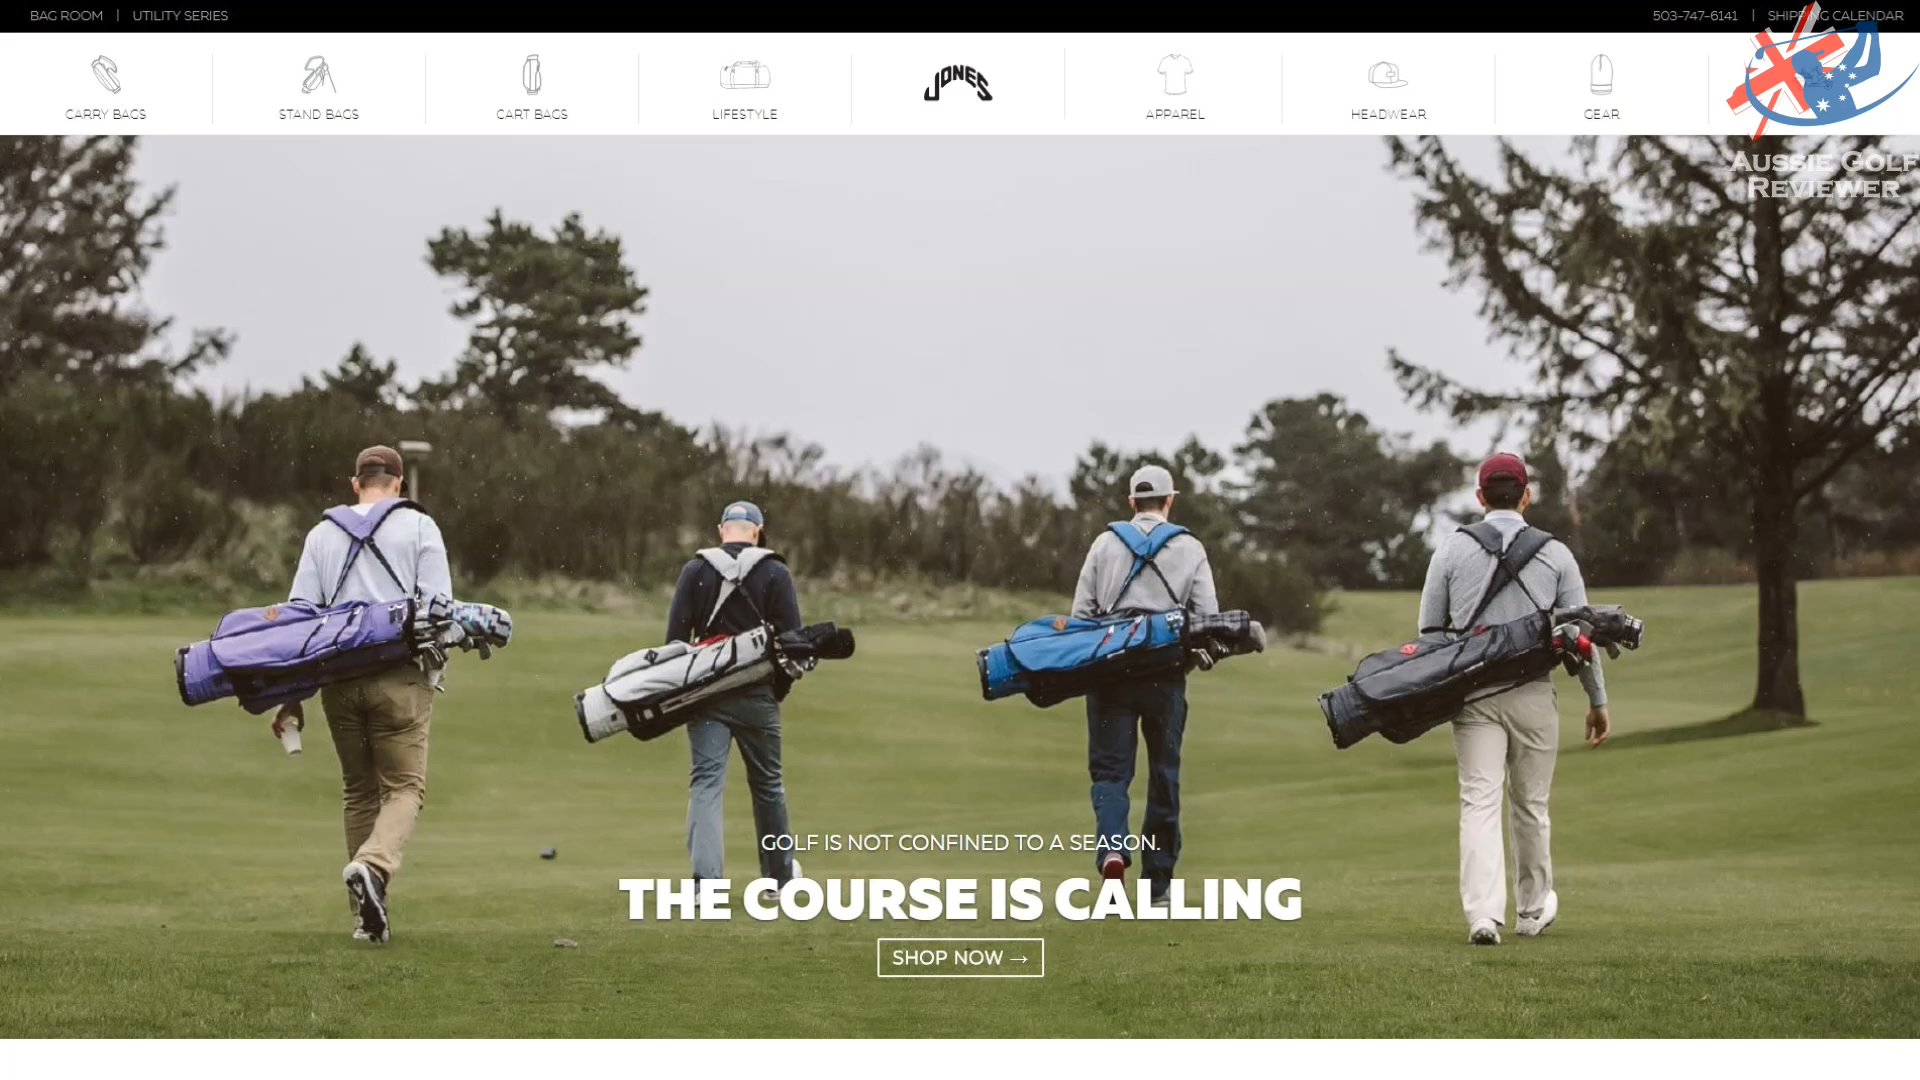 BAG ROOM | UTILITY SERIES
503-747-6141 | SHIPPING CALENDAR
CARRY BAGS
STAND BAGS
CART BAGS
LIFESTYLE
JONES
APPAREL
HEADWEAR
GEAR
AUSSIE GOLF
REVIEWER
GOLF IS NOT CONFINED TO A SEASON.
THE COURSE IS CALLING
SHOP NOW →